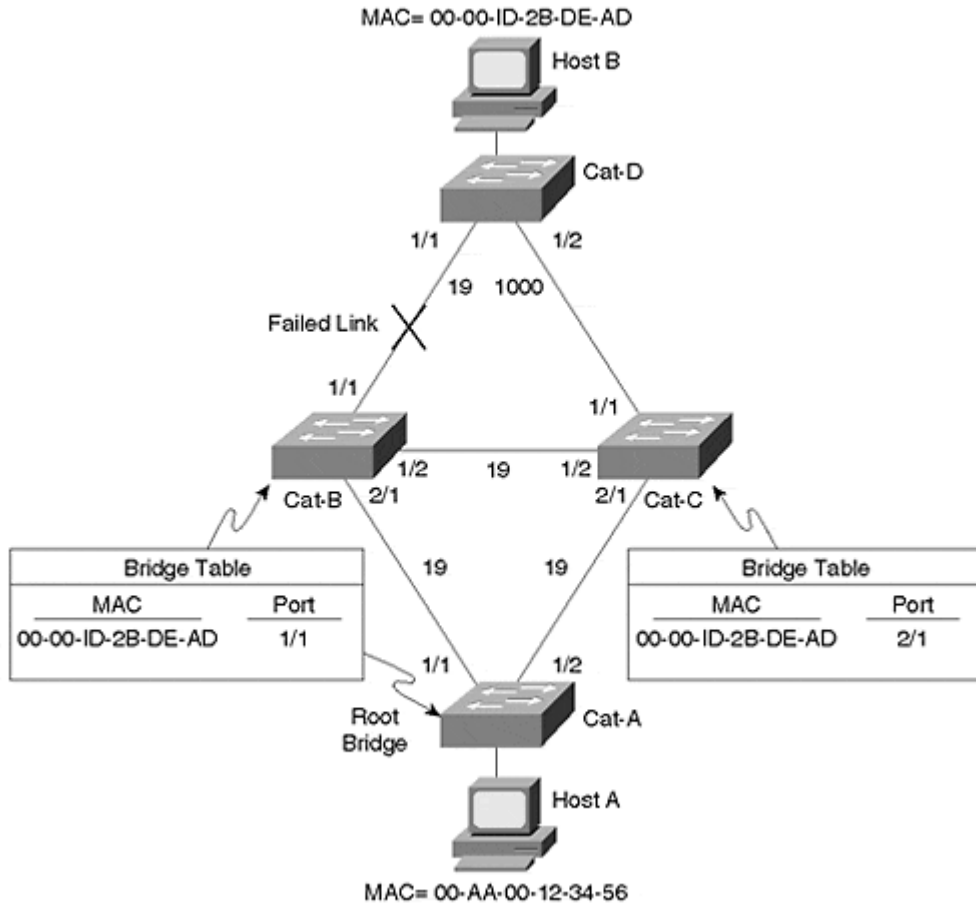 MAC= 00-00-ID-2B-DE-AD
Host B
Cat-D
1/1
1/2
19
1000
Failed Link
1/1
1/1
1/2
19
1/2
Cat-B
2/1
2/1
Cat-C
Bridge Table
MAC Port
00-00-ID-2B-DE-AD 1/1
19
19
Bridge Table
MAC Port
00-00-ID-2B-DE-AD 2/1
1/1
1/2
Root
Bridge
Cat-A
Host A
MAC= 00-AA-00-12-34-56